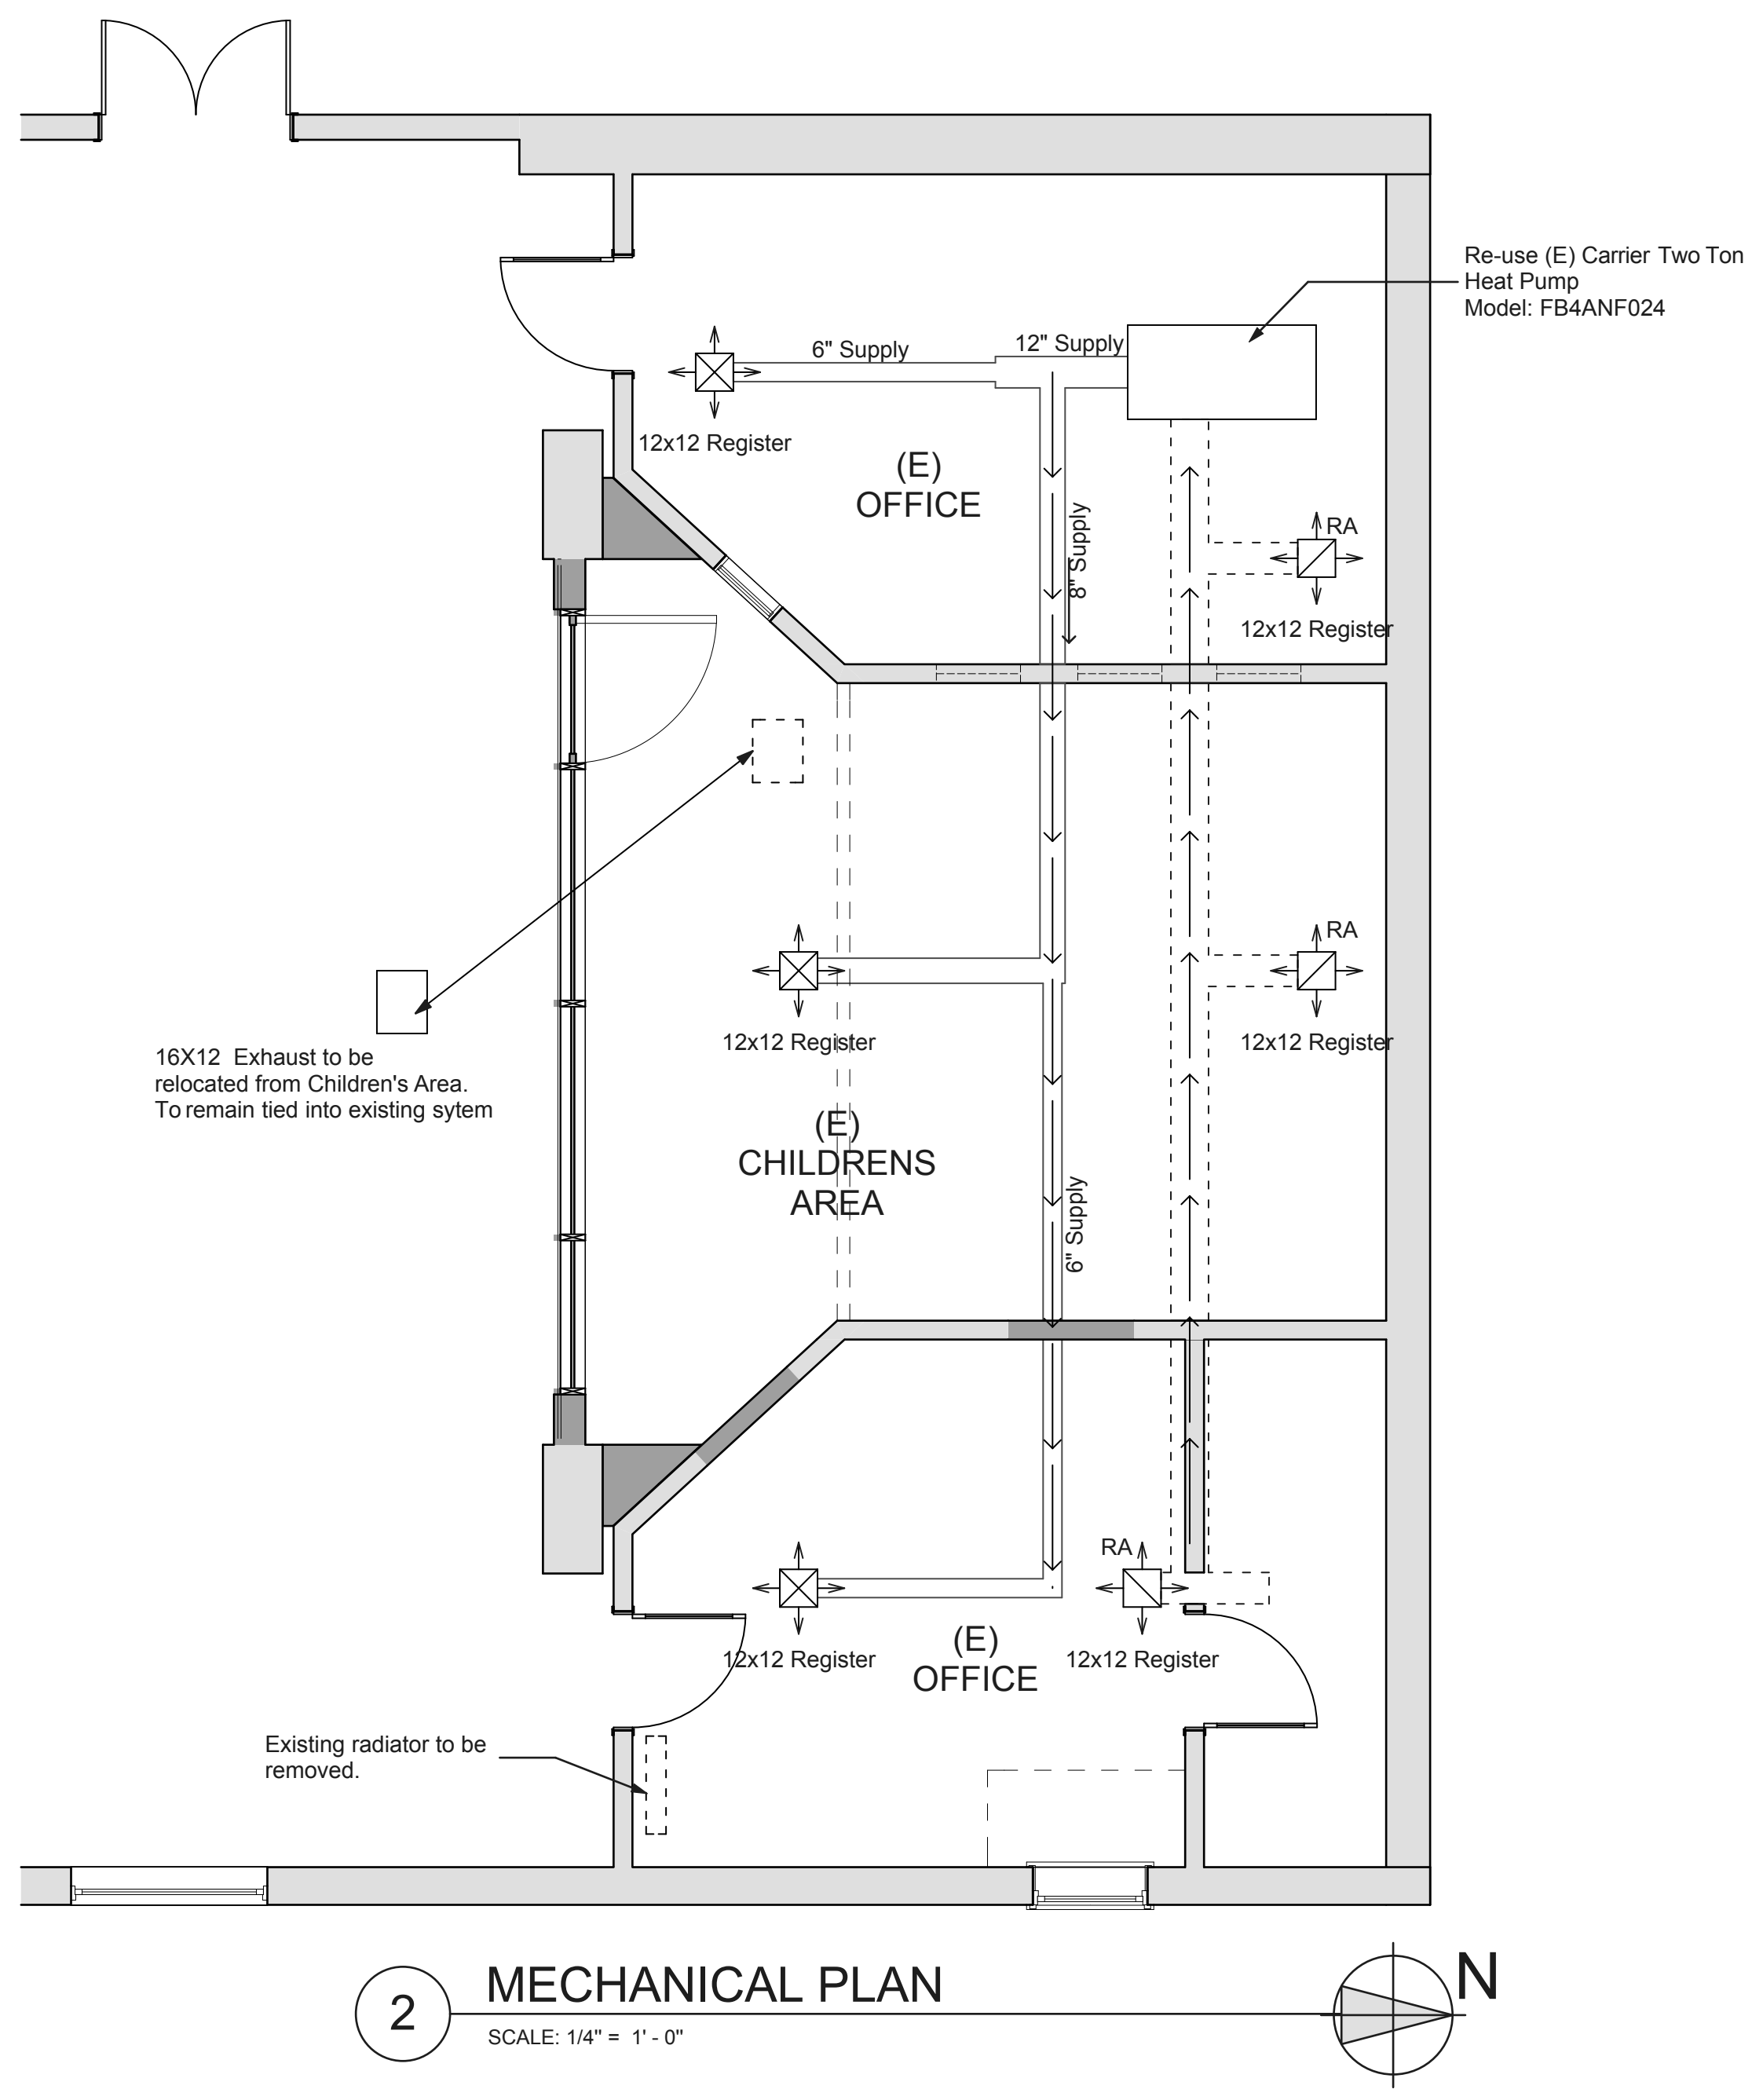 Re-use (E) Carrier Two Ton
Heat Pump
Model: FB4ANF024
6" Supply
12" Supply
12x12 Register
(E)
OFFICE
8" Supply
RA
12x12 Register
RA
12x12 Register
12x12 Register
16X12 Exhaust to be
relocated from Children's Area.
To remain tied into existing sytem
(E)
CHILDRENS
AREA
6" Supply
RA
12x12 Register
12x12 Register
(E)
OFFICE
Existing radiator to be
removed.
2
MECHANICAL PLAN
SCALE: 1/4" = 1' - 0"
N